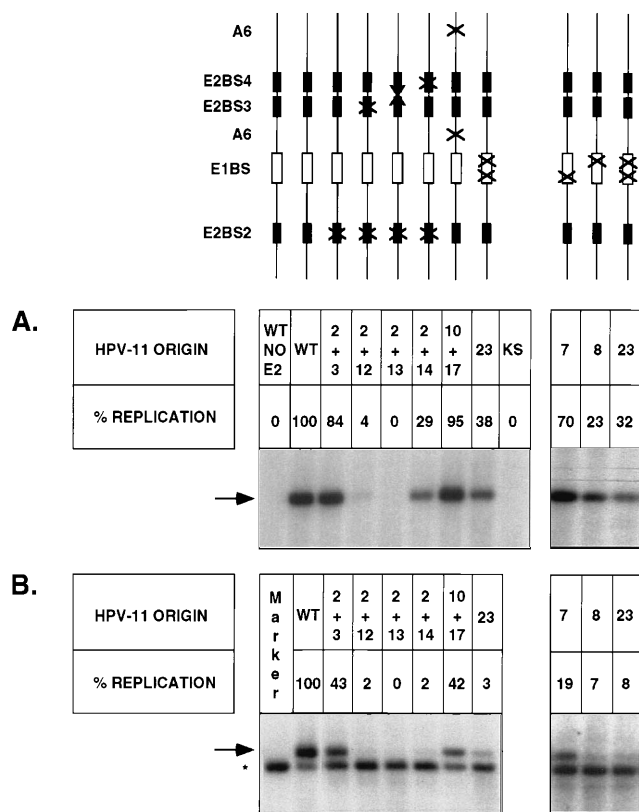 A6
E2BS4
E2BS3
A6
E1BS
E2BS2
A.
HPV-11 ORIGIN
WT NO E2
WT
2 + 3
2 + 12
2 + 13
2 + 14
10 + 17
23
KS
7
8
23
% REPLICATION
0
100
84
4
0
29
95
38
0
70
23
32
B.
HPV-11 ORIGIN
Marker
WT
2 + 3
2 + 12
2 + 13
2 + 14
10 + 17
23
7
8
23
% REPLICATION
100
43
2
0
2
42
3
19
7
8
*